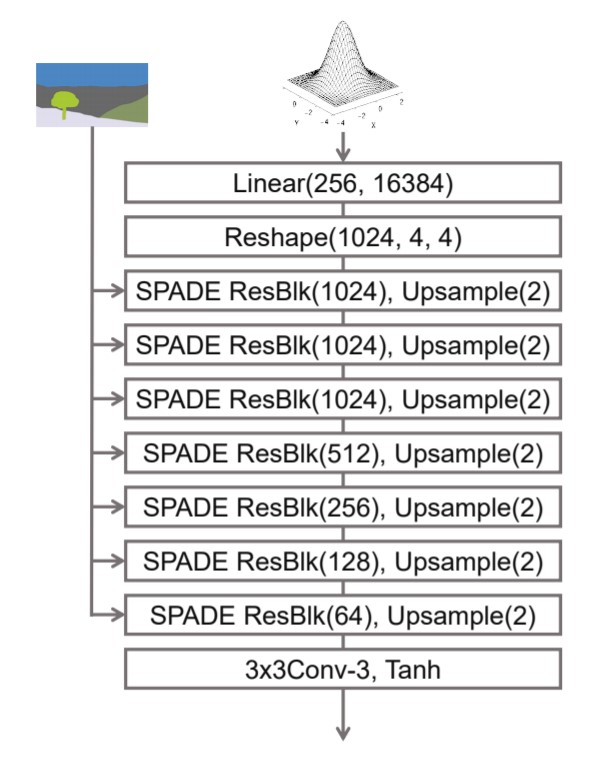 0
-2
-4
Y
-4
-2
0
2
X
Linear(256, 16384)
Reshape(1024, 4, 4)
SPADE ResBlk(1024), Upsample(2)
SPADE ResBlk(1024), Upsample(2)
SPADE ResBlk(1024), Upsample(2)
SPADE ResBlk(512), Upsample(2)
SPADE ResBlk(256), Upsample(2)
SPADE ResBlk(128), Upsample(2)
SPADE ResBlk(64), Upsample(2)
3x3Conv-3, Tanh